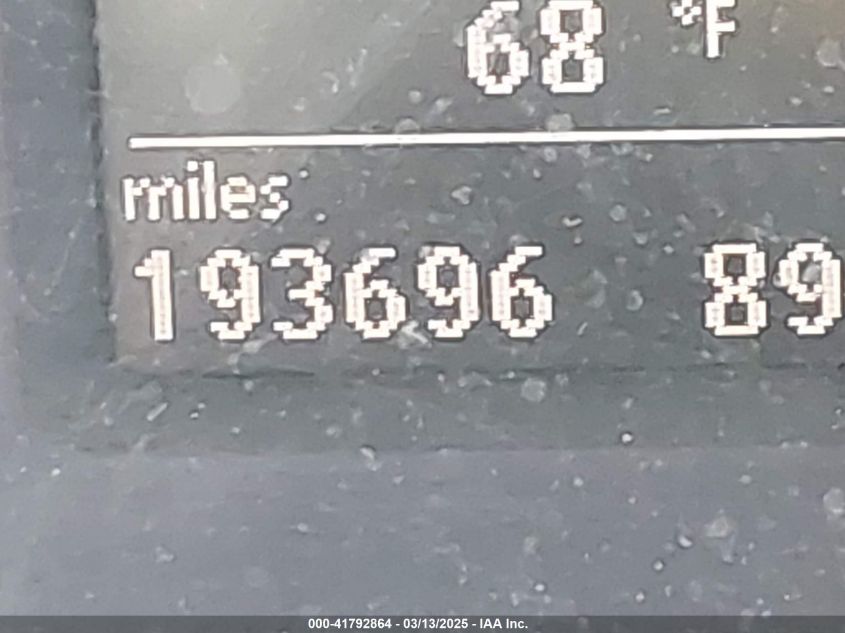 68 °F
miles
193696 89
000-41792864 - 03/13/2025 - IAA Inc.